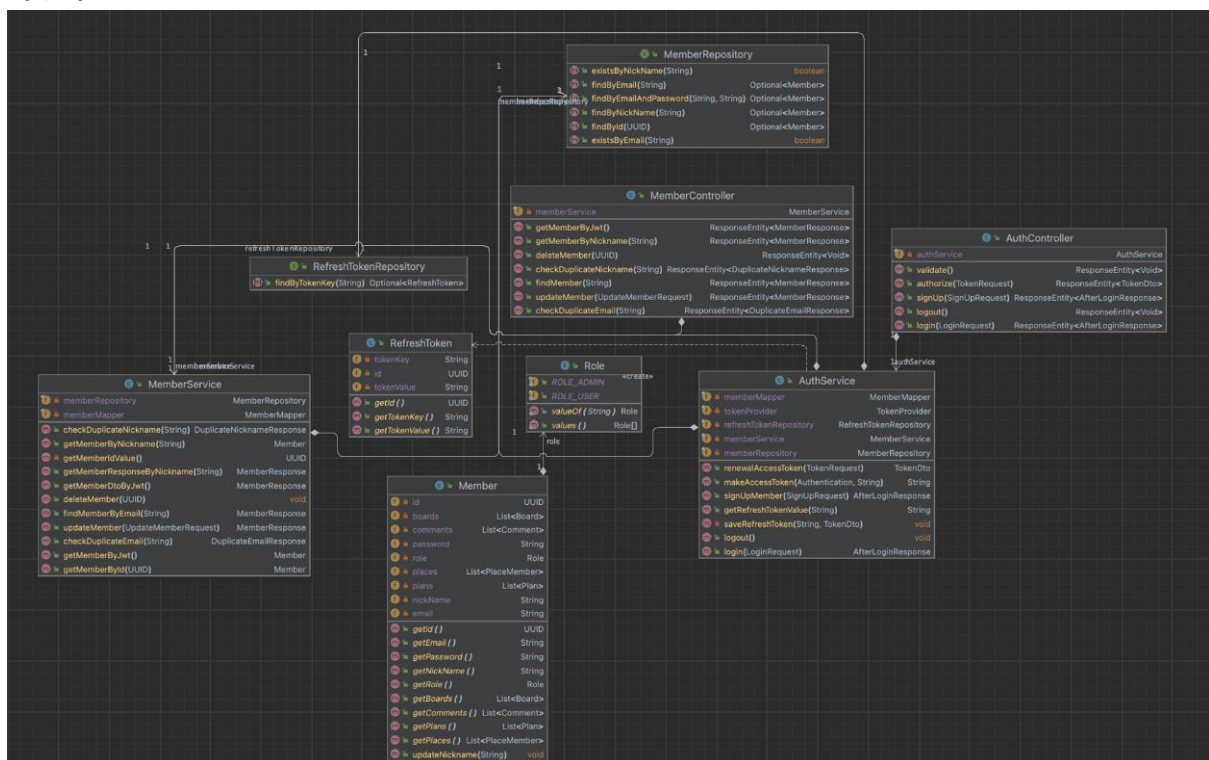 MemberRepository
existsByNickName(String) boolean
findByEmail(String) Optional<Member>
findByEmailAndPassword(String, String) Optional<Member>
findByNickName(String) Optional<Member>
findById(UUID) Optional<Member>
existsByEmail(String) boolean
1
1
1
MemberController
memberService MemberService
getMemberByJwt() ResponseEntity<MemberResponse>
getMemberByNickname(String) ResponseEntity<MemberResponse>
deleteMember(UUID) ResponseEntity<Void>
checkDuplicateNickname(String) ResponseEntity<DuplicateNicknameResponse>
findMember(String) ResponseEntity<MemberResponse>
updateMember(UpdateMemberRequest) ResponseEntity<MemberResponse>
checkDuplicateEmail(String) ResponseEntity<DuplicateEmailResponse>
AuthController
authService AuthService
validate() ResponseEntity<Void>
authorize(TokenRequest) ResponseEntity<TokenDto>
signUp(SignUpRequest) ResponseEntity<AfterLoginResponse>
logout() ResponseEntity<Void>
login(LoginRequest) ResponseEntity<AfterLoginResponse>
1 1
refreshTokenRepository
RefreshTokenRepository
findByTokenKey(String) Optional<RefreshToken>
RefreshToken
tokenKey String
id UUID
tokenValue String
getId() UUID
getTokenKey() String
getTokenValue() String
Role
«create»
ROLE_ADMIN
ROLE_USER
valueOf(String) Role
values() Role[]
1
role
1
authService
MemberService
memberRepository MemberRepository
memberMapper MemberMapper
checkDuplicateNickname(String) DuplicateNicknameResponse
getMemberByNickname(String) Member
getMemberIdValue() UUID
getMemberResponseByNickname(String) MemberResponse
getMemberDtoByJwt() MemberResponse
deleteMember(UUID) void
findMemberByEmail(String) MemberResponse
updateMember(UpdateMemberRequest) MemberResponse
checkDuplicateEmail(String) DuplicateEmailResponse
getMemberByJwt() Member
getMemberById(UUID) Member
AuthService
memberMapper MemberMapper
tokenProvider TokenProvider
refreshTokenRepository RefreshTokenRepository
memberService MemberService
memberRepository MemberRepository
renewalAccessToken(TokenRequest) TokenDto
makeAccessToken(Authentication, String) String
signUpMember(SignUpRequest) AfterLoginResponse
getRefreshTokenValue(String) String
saveRefreshToken(String, TokenDto) void
logout() void
login(LoginRequest) AfterLoginResponse
Member
id UUID
boards List<Board>
comments List<Comment>
password String
role Role
places List<PlaceMember>
plans List<Plan>
nickName String
email String
getId() UUID
getEmail() String
getPassword() String
getNickName() String
getRole() Role
getBoards() List<Board>
getComments() List<Comment>
getPlans() List<Plan>
getPlaces() List<PlaceMember>
updateNickname(String) void